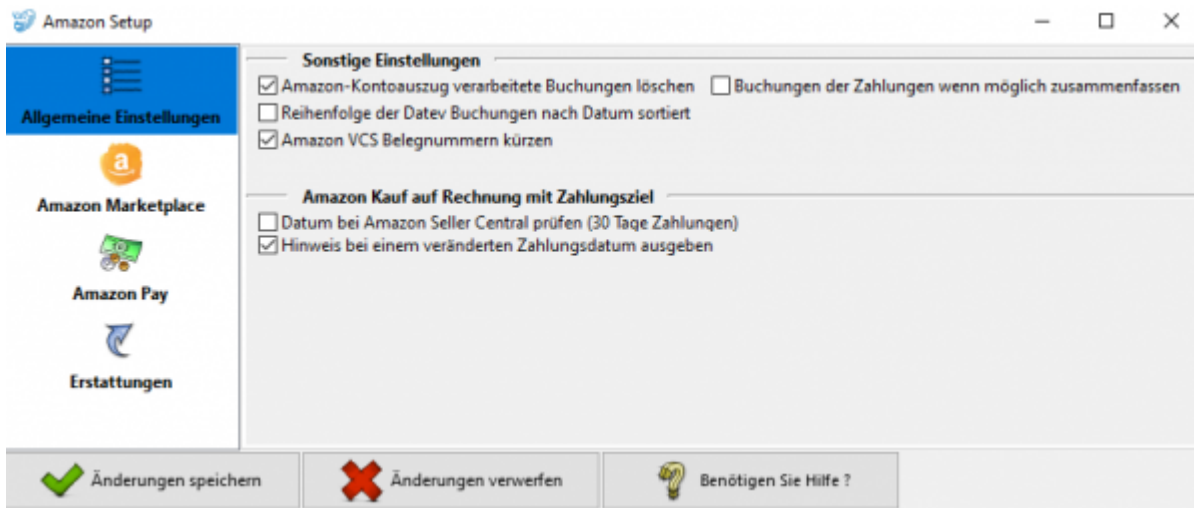 Amazon Setup
Allgemeine Einstellungen
Amazon Marketplace
Amazon Pay
Erstattungen
Sonstige Einstellungen
Amazon-Kontoauszug verarbeitete Buchungen löschen Buchungen der Zahlungen wenn möglich zusammenfassen
Reihenfolge der Datev Buchungen nach Datum sortiert
Amazon VCS Belegnummern kürzen
Amazon Kauf auf Rechnung mit Zahlungsziel
Datum bei Amazon Seller Central prüfen (30 Tage Zahlungen)
Hinweis bei einem veränderten Zahlungsdatum ausgeben
Änderungen speichern Änderungen verwerfen Benötigen Sie Hilfe ?